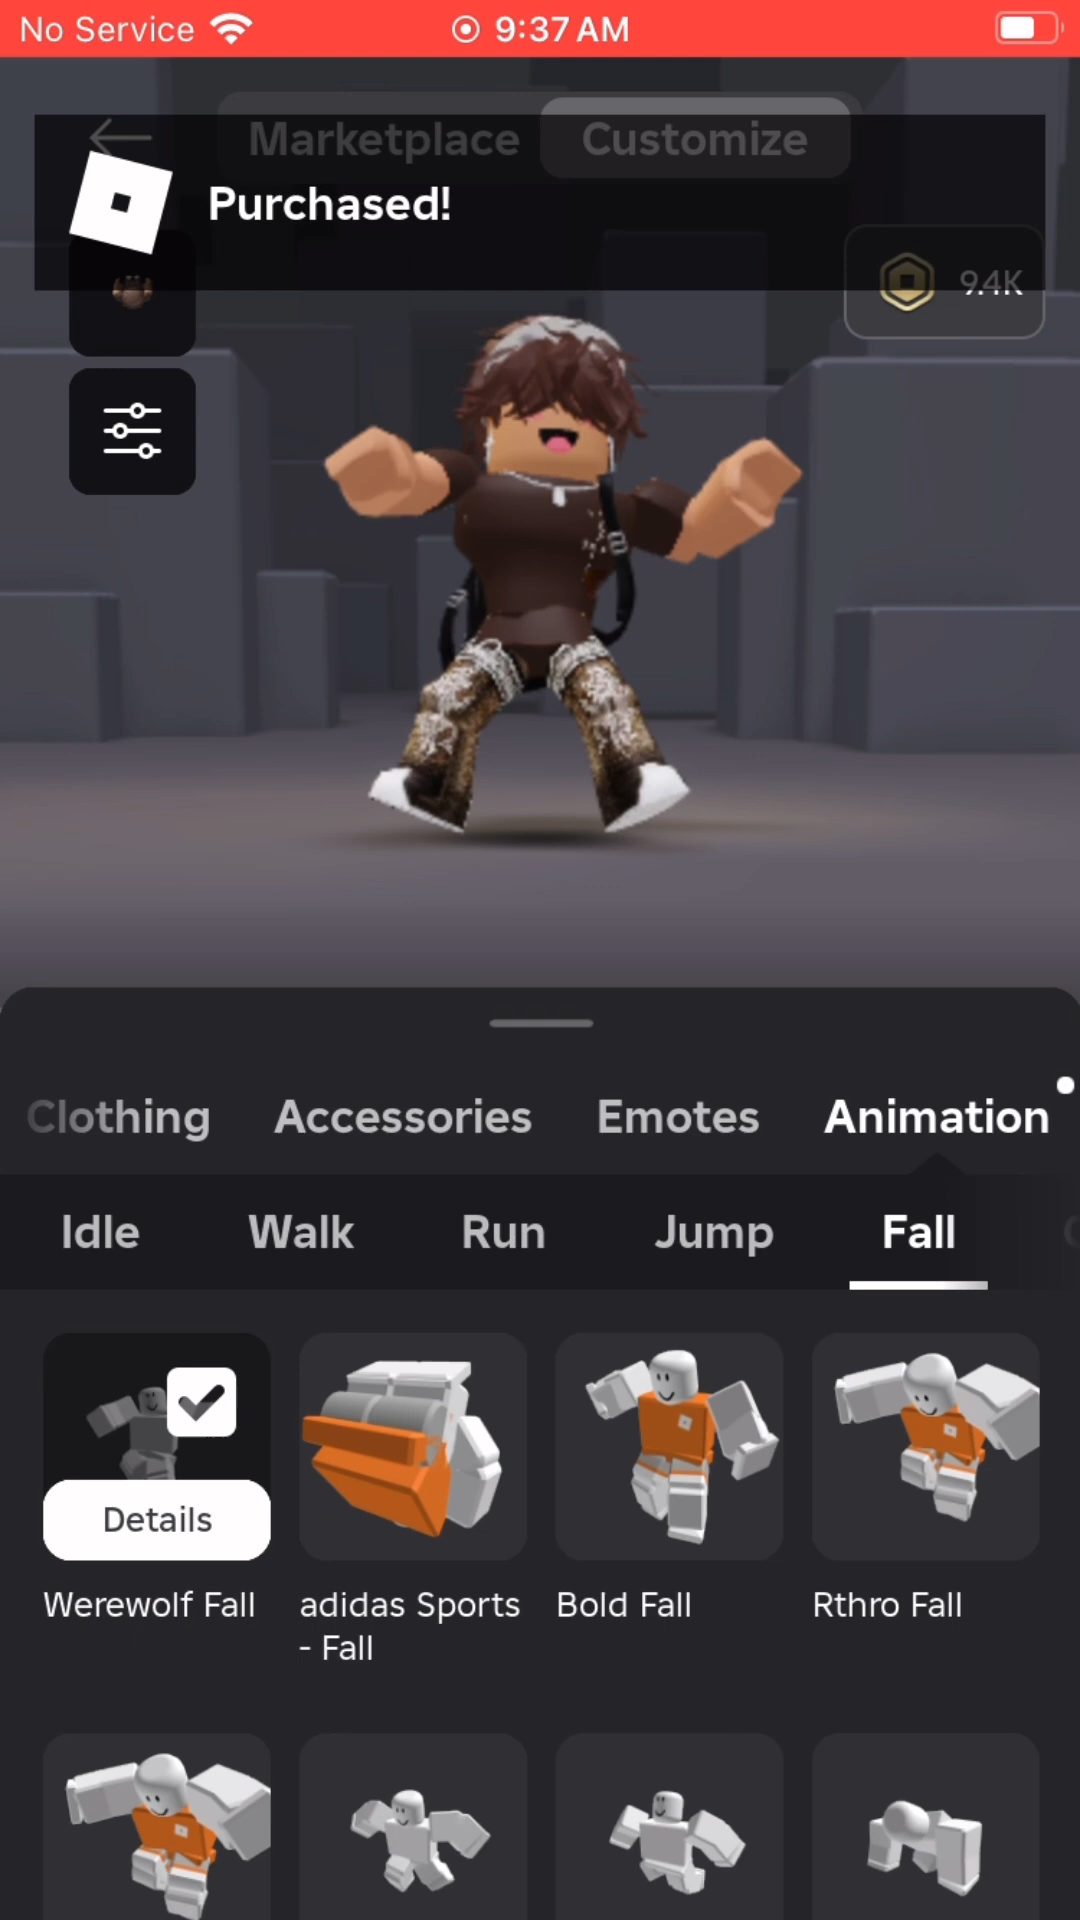 No Service 9:37 AM
Marketplace Customize
Purchased!
9.4K
Clothing Accessories Emotes Animation
Idle Walk Run Jump Fall
Details
Werewolf Fall adidas Sports - Fall Bold Fall Rthro Fall